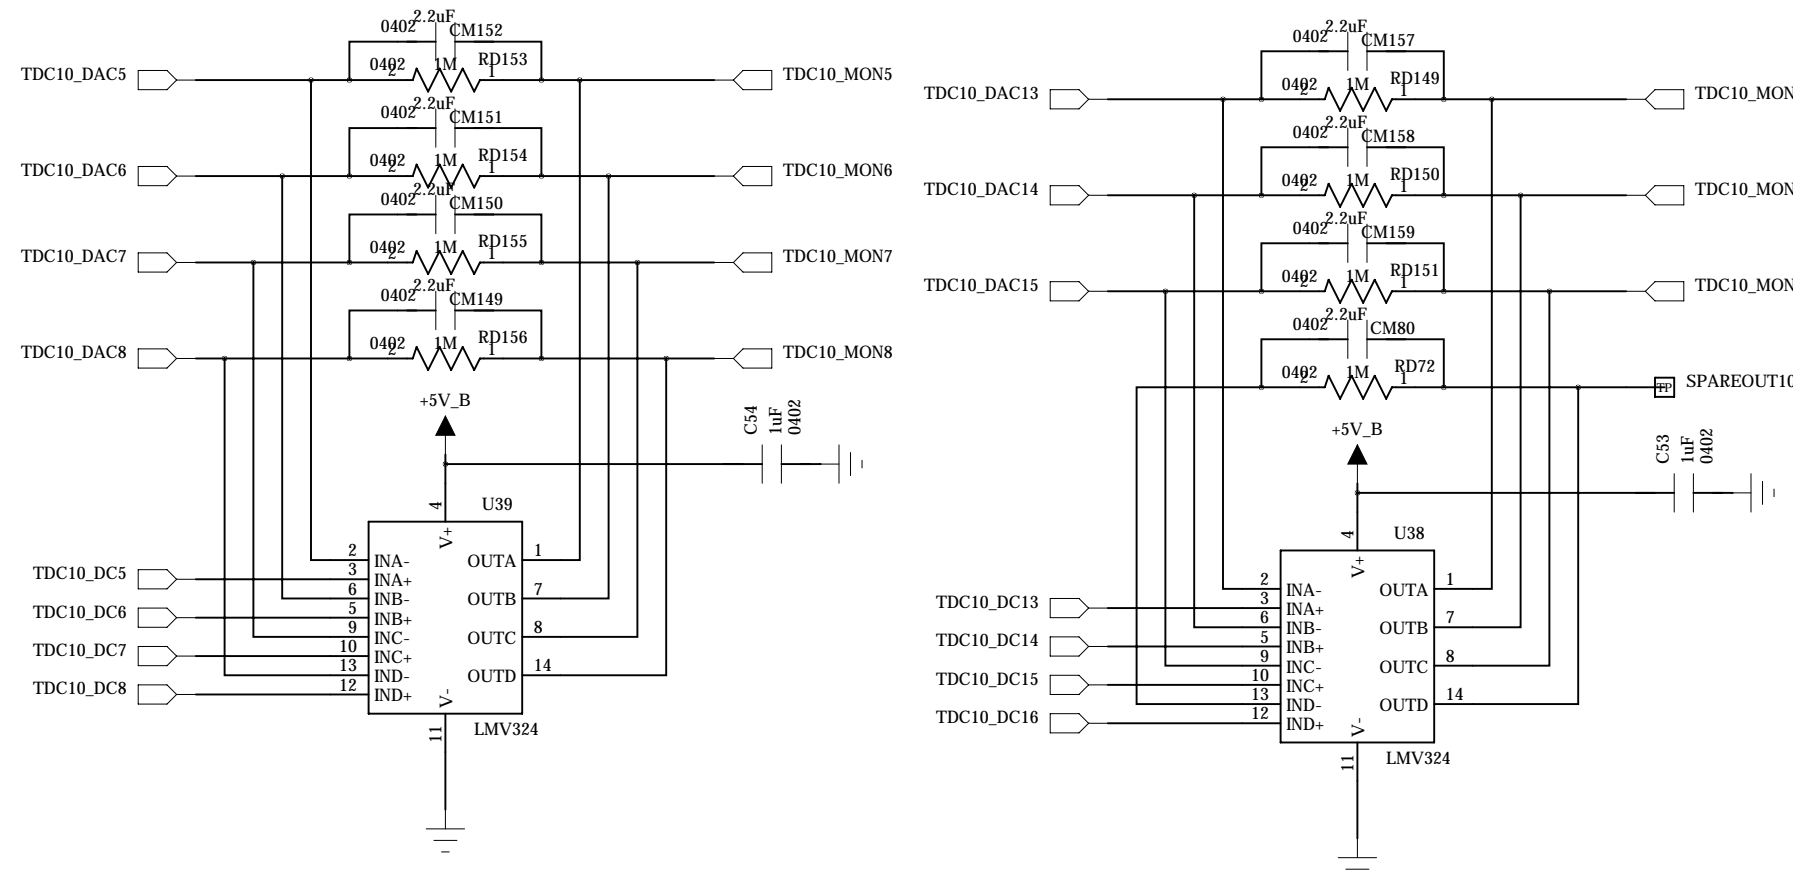 2.2uF
0402
CM152
TDC10_DAC5
0402
2
1M
RD153
1
TDC10_MON5
2.2uF
0402
CM151
TDC10_DAC6
0402
2
1M
RD154
1
TDC10_MON6
2.2uF
0402
CM150
TDC10_DAC7
0402
2
1M
RD155
1
TDC10_MON7
2.2uF
0402
CM149
TDC10_DAC8
0402
2
1M
RD156
1
TDC10_MON8
+5V_B
C54
1uF
0402
4
U39
V+
2
INA-
OUTA
1
TDC10_DC5
3
INA+
6
INB-
OUTB
7
TDC10_DC6
5
INB+
9
INC-
OUTC
8
TDC10_DC7
10
INC+
13
IND-
OUTD
14
TDC10_DC8
12
IND+
V-
11
LMV324
2.2uF
0402
CM157
TDC10_DAC13
0402
2
1M
RD149
1
TDC10_MON
2.2uF
0402
CM158
TDC10_DAC14
0402
2
1M
RD150
1
TDC10_MON
2.2uF
0402
CM159
TDC10_DAC15
0402
2
1M
RD151
1
TDC10_MON
2.2uF
0402
CM80
0402
2
1M
RD72
1
TP
SPAREOUT10
+5V_B
C53
1uF
0402
4
U38
V+
2
INA-
OUTA
1
TDC10_DC13
3
INA+
6
INB-
OUTB
7
TDC10_DC14
5
INB+
9
INC-
OUTC
8
TDC10_DC15
10
INC+
13
IND-
OUTD
14
TDC10_DC16
12
IND+
V-
11
LMV324